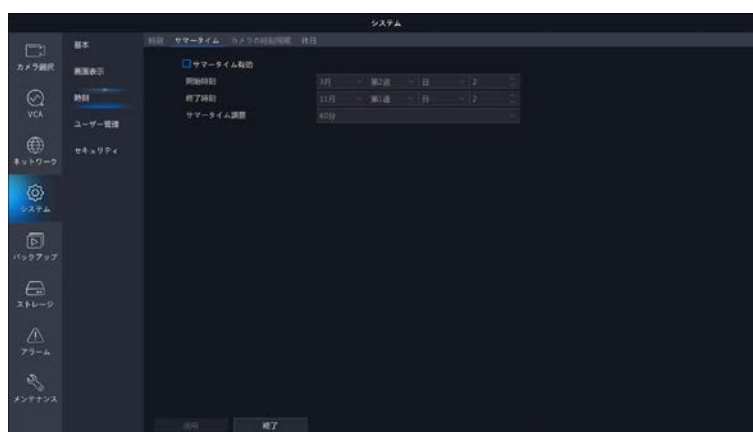 システム
時刻 サマータイム カメラの時刻同期 休日
カメラ選択
VCA
ネットワーク
システム
バックアップ
ストレージ
アラーム
メンテナンス
基本
画面表示
時刻
ユーザー管理
セキュリティ
サマータイム有効
開始時刻 3月 第2週 日 2
終了時刻 11月 第1週 日 2
サマータイム調整 60分
適用 終了